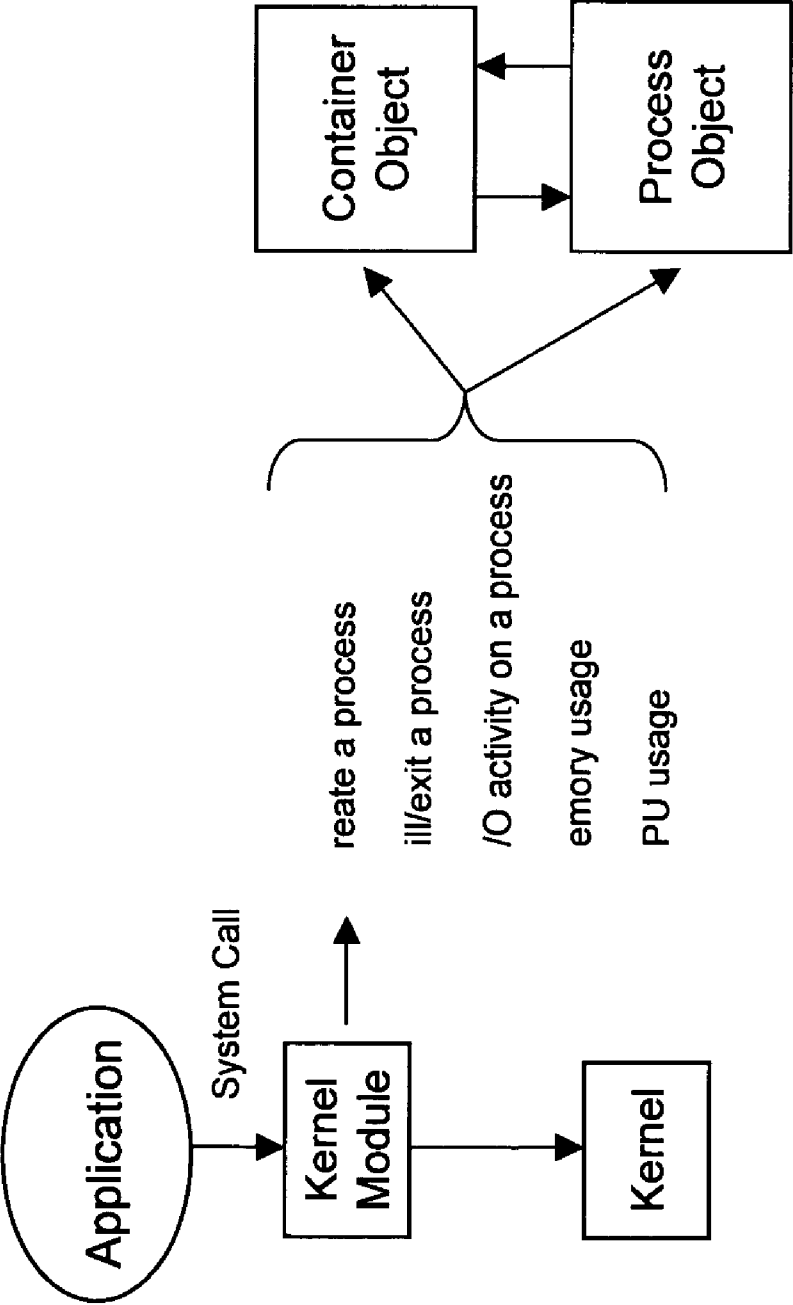 Application
System Call
Kernel
Module
Kernel
reate a process
ill/exit a process
/O activity on a process
emory usage
PU usage
Container
Object
Process
Object